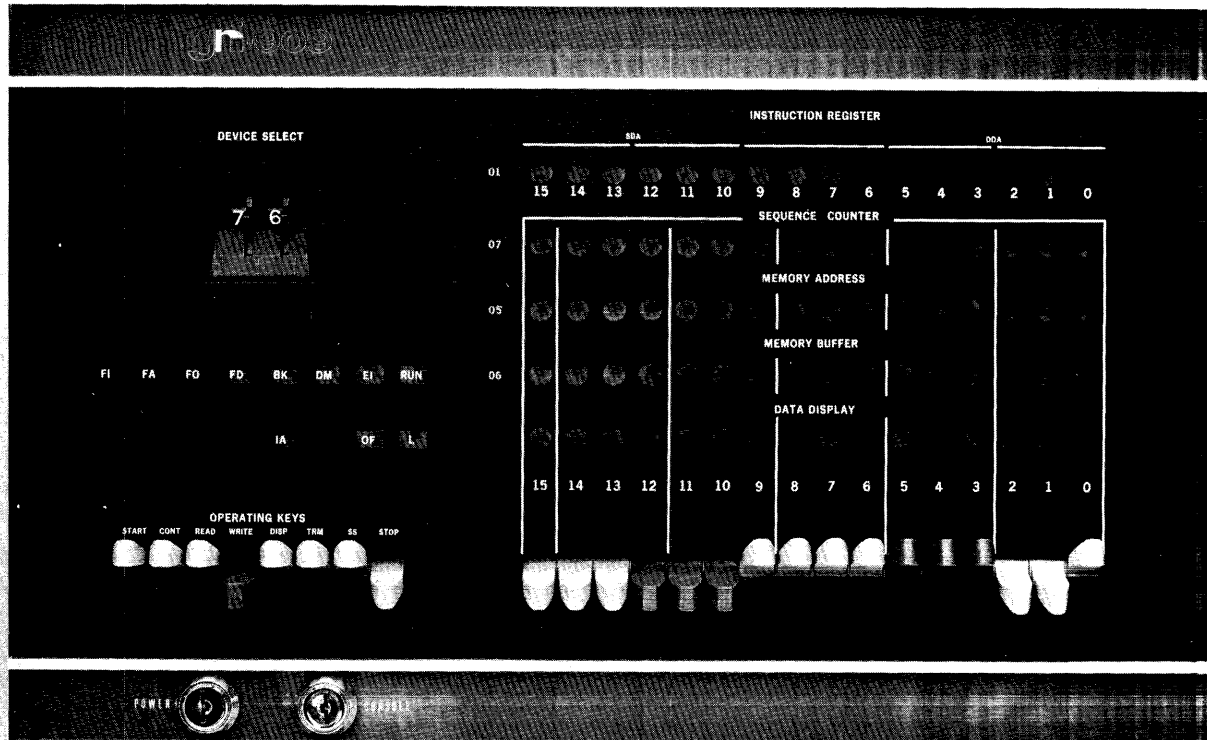 gri-909
DEVICE SELECT
7 6
FI FA FO FD BK DM EI RUN
IA OF L
OPERATING KEYS
START CONT READ WRITE DISP TRM SS STOP
INSTRUCTION REGISTER
SDA DDA
01
15 14 13 12 11 10 9 8 7 6 5 4 3 2 1 0
SEQUENCE COUNTER
07
MEMORY ADDRESS
05
MEMORY BUFFER
06
DATA DISPLAY
15 14 13 12 11 10 9 8 7 6 5 4 3 2 1 0
POWER CONSOLE